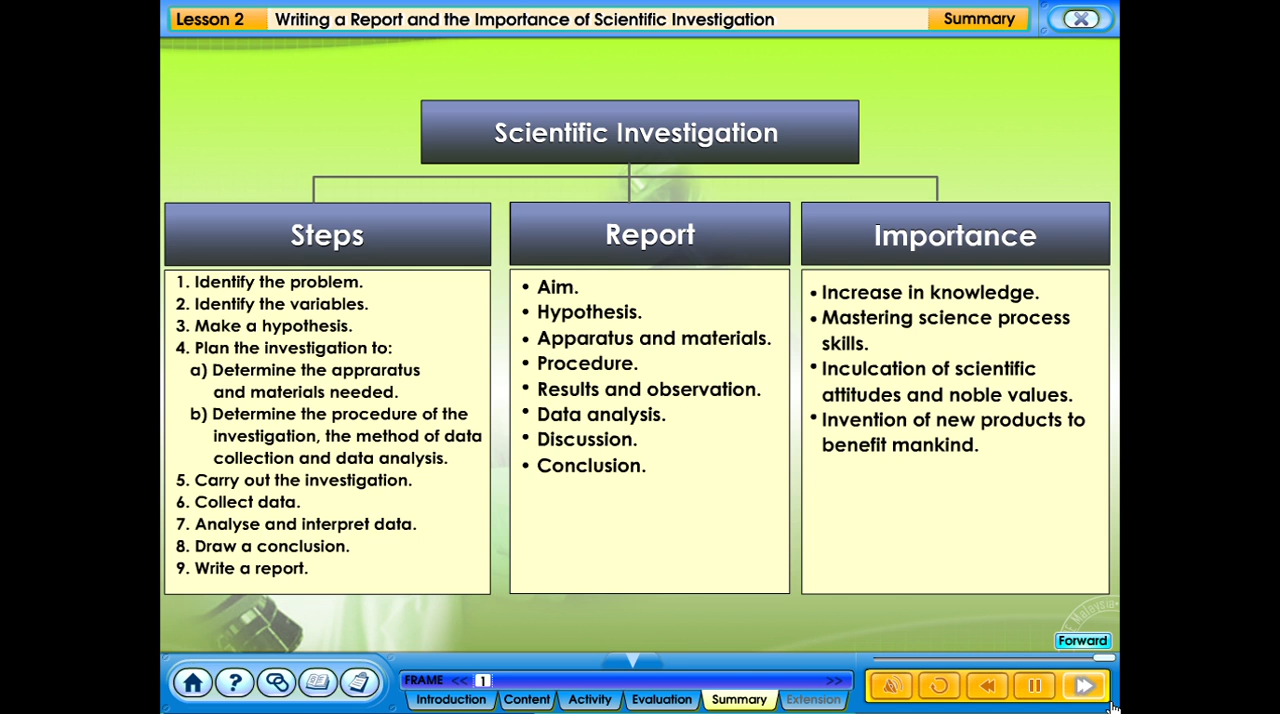 Lesson 2
Writing a Report and the Importance of Scientific Investigation
Summary
Scientific Investigation
Steps
1. Identify the problem.
2. Identify the variables.
3. Make a hypothesis.
4. Plan the investigation to:
a) Determine the appraratus
and materials needed.
b) Determine the procedure of the
investigation, the method of data
collection and data analysis.
5. Carry out the investigation.
6. Collect data.
7. Analyse and interpret data.
8. Draw a conclusion.
9. Write a report.
Report
• Aim.
• Hypothesis.
• Apparatus and materials.
• Procedure.
• Results and observation.
• Data analysis.
• Discussion.
• Conclusion.
Importance
• Increase in knowledge.
• Mastering science process
skills.
• Inculcation of scientific
attitudes and noble values.
• Invention of new products to
benefit mankind.
Malaysia
Forward
?
FRAME << 1 >>
Introduction
Content
Activity
Evaluation
Summary
Extension